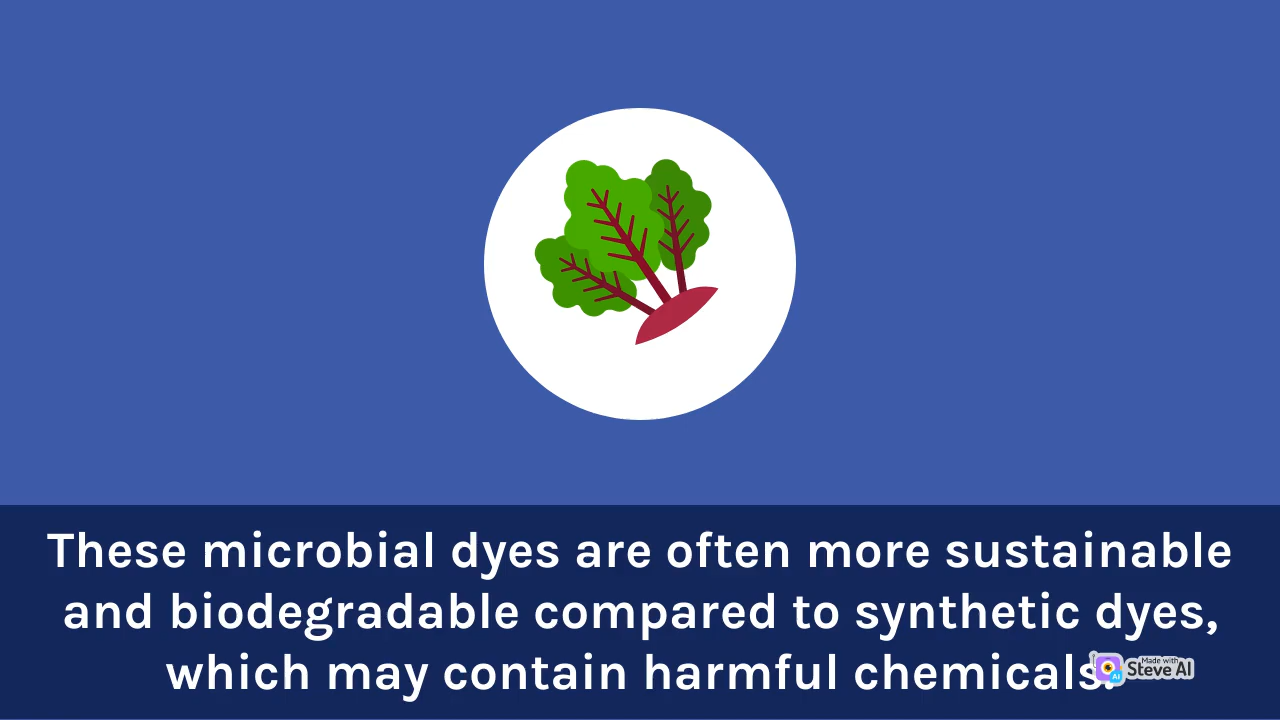 These microbial dyes are often more sustainable
and biodegradable compared to synthetic dyes,
which may contain harmful chemicals.
Made with
Steve AI
AI